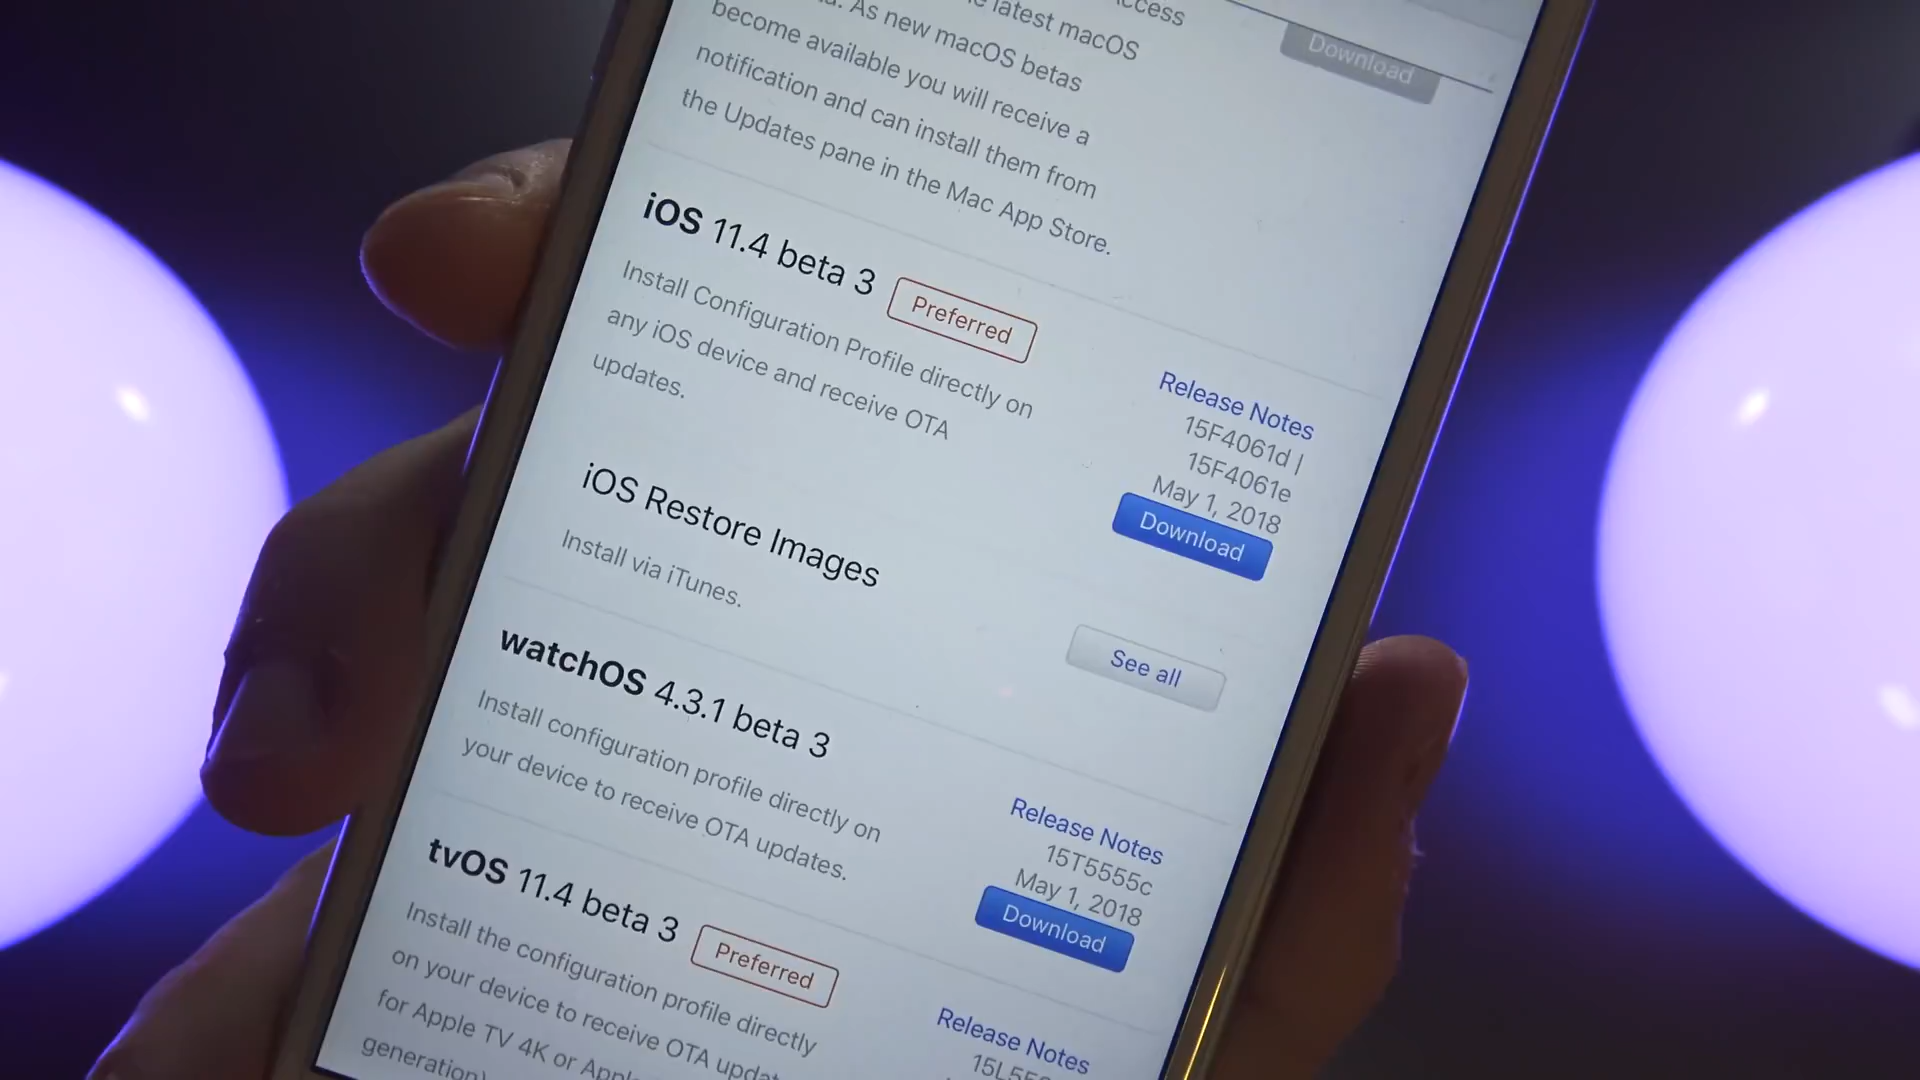 latest macOS
As new macOS betas
become available you will receive a
notification and can install them from
the Updates pane in the Mac App Store.
Download
iOS 11.4 beta 3 Preferred
Install Configuration Profile directly on
any iOS device and receive OTA
updates.
Release Notes
15F4061d |
15F4061e
May 1, 2018
Download
iOS Restore Images
Install via iTunes.
See all
watchOS 4.3.1 beta 3
Install configuration profile directly on
your device to receive OTA updates.
Release Notes
15T5555c
May 1, 2018
Download
tvOS 11.4 beta 3 Preferred
Install the configuration profile directly
on your device to receive OTA
for Apple TV 4K or
generation)
Release Notes